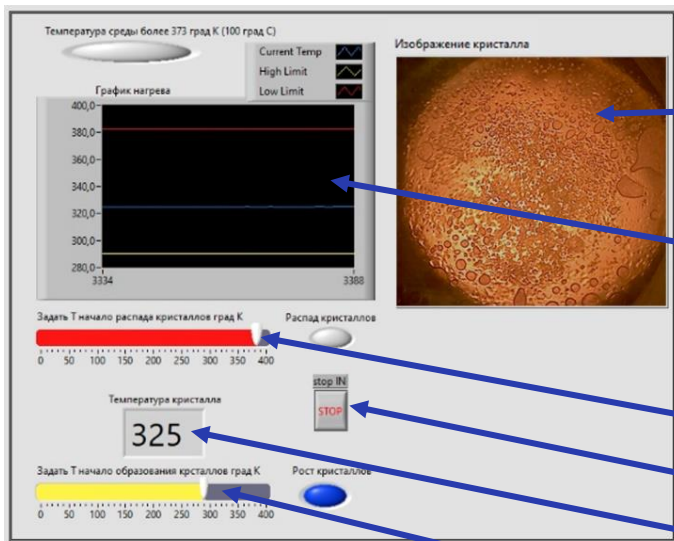 Температура среды более 373 град К (100 град С)
Current Temp
High Limit
Low Limit
График нагрева
400,0
380,0
360,0
340,0
320,0
300,0
280,0
3334
3388
Изображение кристалла
Задать Т начало распада кристаллов град К
Распад кристаллов
0 50 100 150 200 250 300 350 400
stop IN
STOP
Температура кристалла
325
Задать Т начало образования крсталлов град К
Рост кристаллов
0 50 100 150 200 250 300 350 400